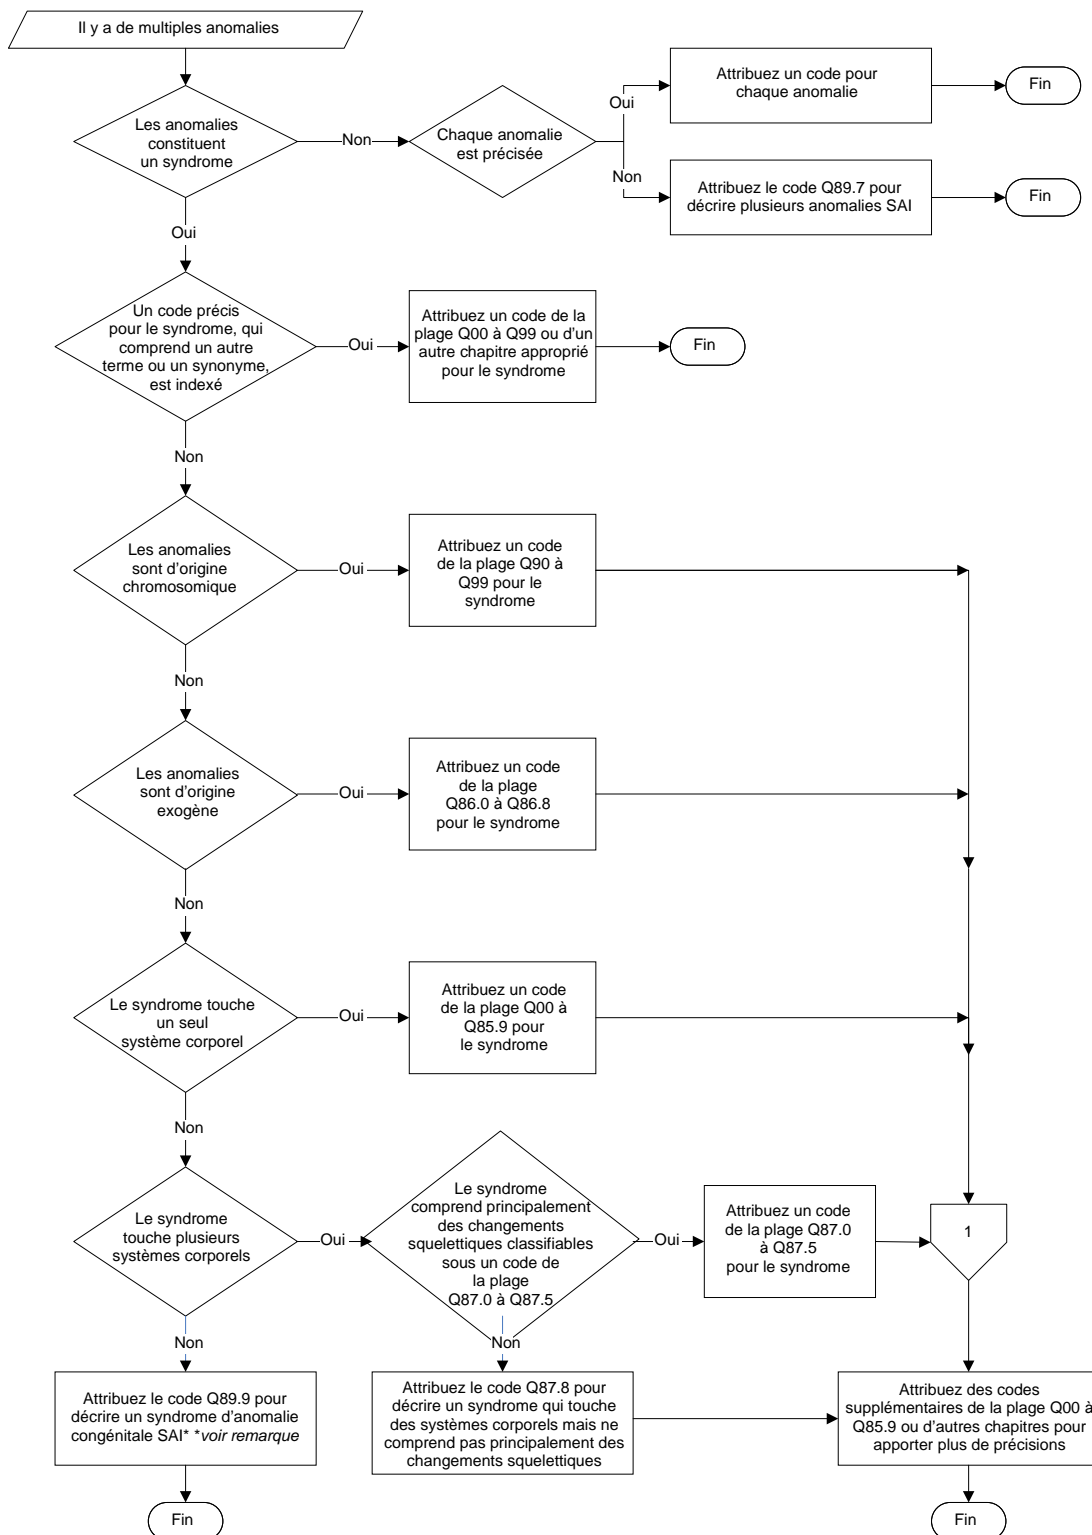 Il y a de multiples anomalies
Les anomalies
constituent
un syndrome
Non
Chaque anomalie
est précisée
Oui
Attribuez un code pour
chaque anomalie
Fin
Non
Attribuez le code Q89.7 pour
décrire plusieurs anomalies SAI
Fin
Oui
Un code précis
pour le syndrome, qui
comprend un autre
terme ou un synonyme,
est indexé
Oui
Attribuez un code de la
plage Q00 à Q99 ou d'un
autre chapitre approprié
pour le syndrome
Fin
Non
Les anomalies
sont d'origine
chromosomique
Oui
Attribuez un code
de la plage Q90 à
Q99 pour le
syndrome
Non
Les anomalies
sont d'origine
exogène
Oui
Attribuez un code
de la plage
Q86.0 à Q86.8
pour le syndrome
Non
Le syndrome touche
un seul
système corporel
Oui
Attribuez un code
de la plage Q00 à
Q85.9 pour
le syndrome
Non
Le syndrome
touche plusieurs
systèmes corporels
Oui
Le syndrome
comprend principalement
des changements
squelettiques classifiables
sous un code de
la plage
Q87.0 à Q87.5
Oui
Attribuez un code
de la plage Q87.0
à Q87.5
pour le syndrome
1
Non
Attribuez le code Q89.9 pour
décrire un syndrome d'anomalie
congénitale SAI* *voir remarque
Fin
Non
Attribuez le code Q87.8 pour
décrire un syndrome qui touche
des systèmes corporels mais ne
comprend pas principalement des
changements squelettiques
Attribuez des codes
supplémentaires de la plage Q00 à
Q85.9 ou d'autres chapitres pour
apporter plus de précisions
Fin